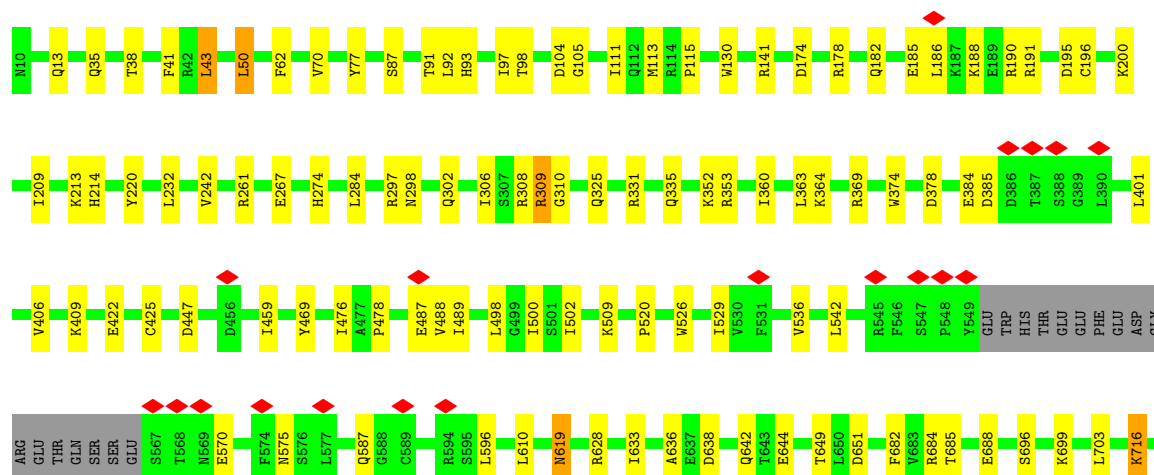 N10 Q13 Q35 T38 F41 R42 L43 L50 F62 V70 Y77 S87 T91 L92 H93 I97 T98 D104 G105 I111 Q112 M113 R114 P115 W130 R141 D174 R178 Q182 E185 L186 K187 K188 E189 R190 R191 D195 C196 K200
I209 K213 H214 Y220 L232 V242 R261 E267 H274 L284 R297 N298 Q302 I306 S307 R308 R309 G310 Q325 R331 Q335 K352 R353 I360 L363 K364 R369 W374 D378 E384 D385 D386 T387 S388 G389 L390 L401
V406 K409 E422 C425 D447 D456 I459 Y469 I476 A477 P478 E487 V488 I489 L498 G499 I500 S501 I502 K509 P520 W526 I529 V530 F531 V536 L542 R545 F546 S547 P548 Y549 GLU TRP HIS THR GLU GLU PHE GLU ASP
ARG GLU THR GLN SER SER GLU S567 T568 N569 E570 F574 N575 S576 L577 Q587 G588 C589 R594 S595 L596 L610 N619 R628 I633 A636 E637 D638 Q642 T643 E644 T649 L650 D651 F682 V683 R684 T685 E688 S696 K699 L703 K716